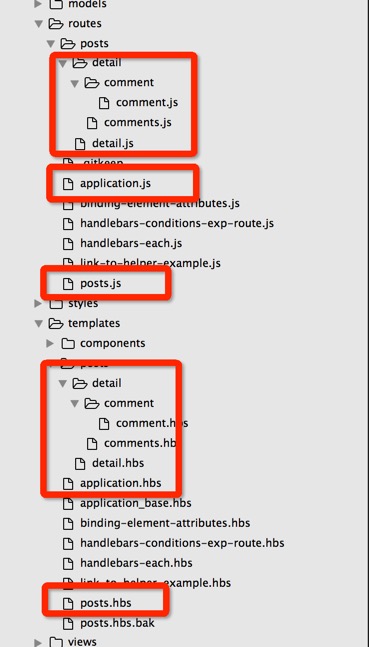 models
routes
posts
detail
comment
comment.js
comments.js
detail.js
.gitkeep
application.js
binding-element-attributes.js
handlebars-conditions-exp-route.js
handlebars-each.js
link-to-helper-example.js
posts.js
styles
templates
components
posts
detail
comment
comment.hbs
comments.hbs
detail.hbs
application.hbs
application_base.hbs
binding-element-attributes.hbs
handlebars-conditions-exp-route.hbs
handlebars-each.hbs
link-to-helper-example.hbs
posts.hbs
posts.hbs.bak
views